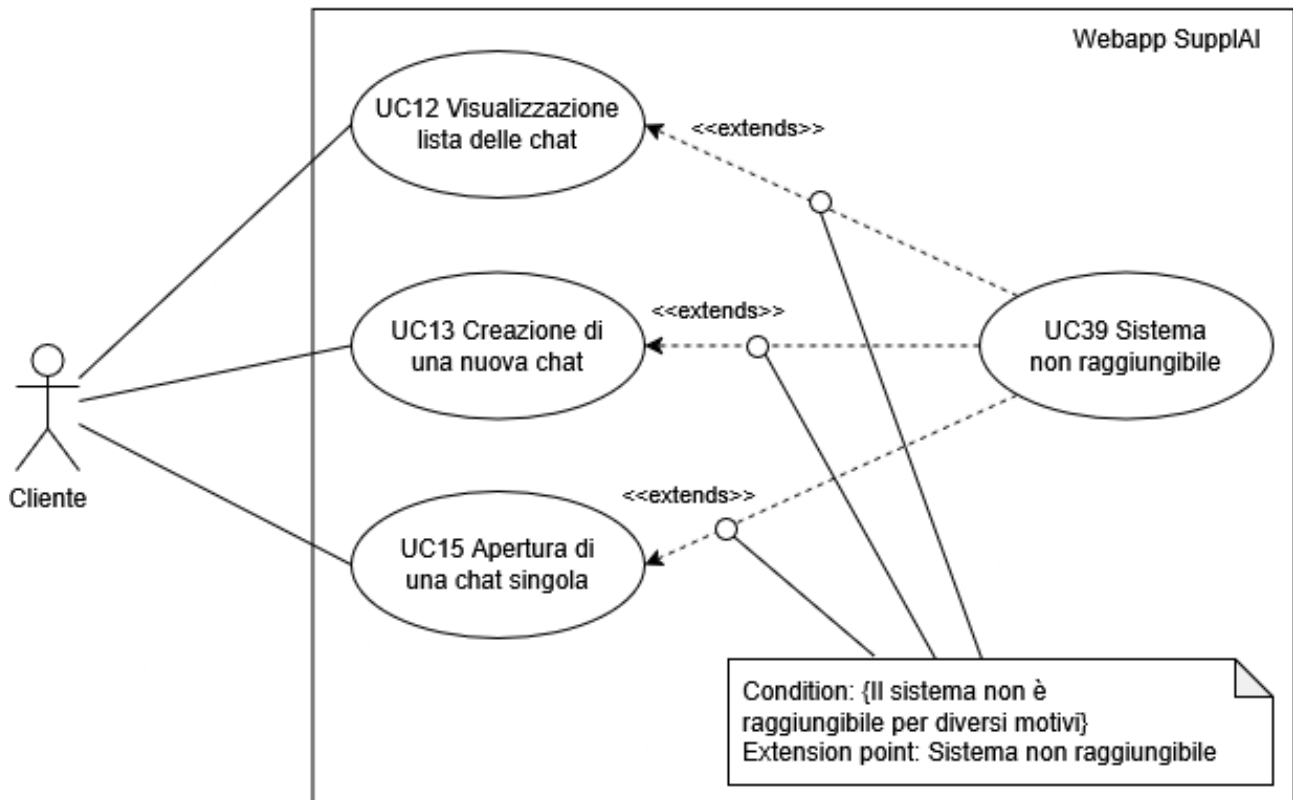 Webapp SupplAI
UC12 Visualizzazione
lista delle chat
<<extends>>
UC13 Creazione di
una nuova chat
<<extends>>
UC39 Sistema
non raggiungibile
Cliente
UC15 Apertura di
una chat singola
<<extends>>
Condition: {Il sistema non è
raggiungibile per diversi motivi}
Extension point: Sistema non raggiungibile